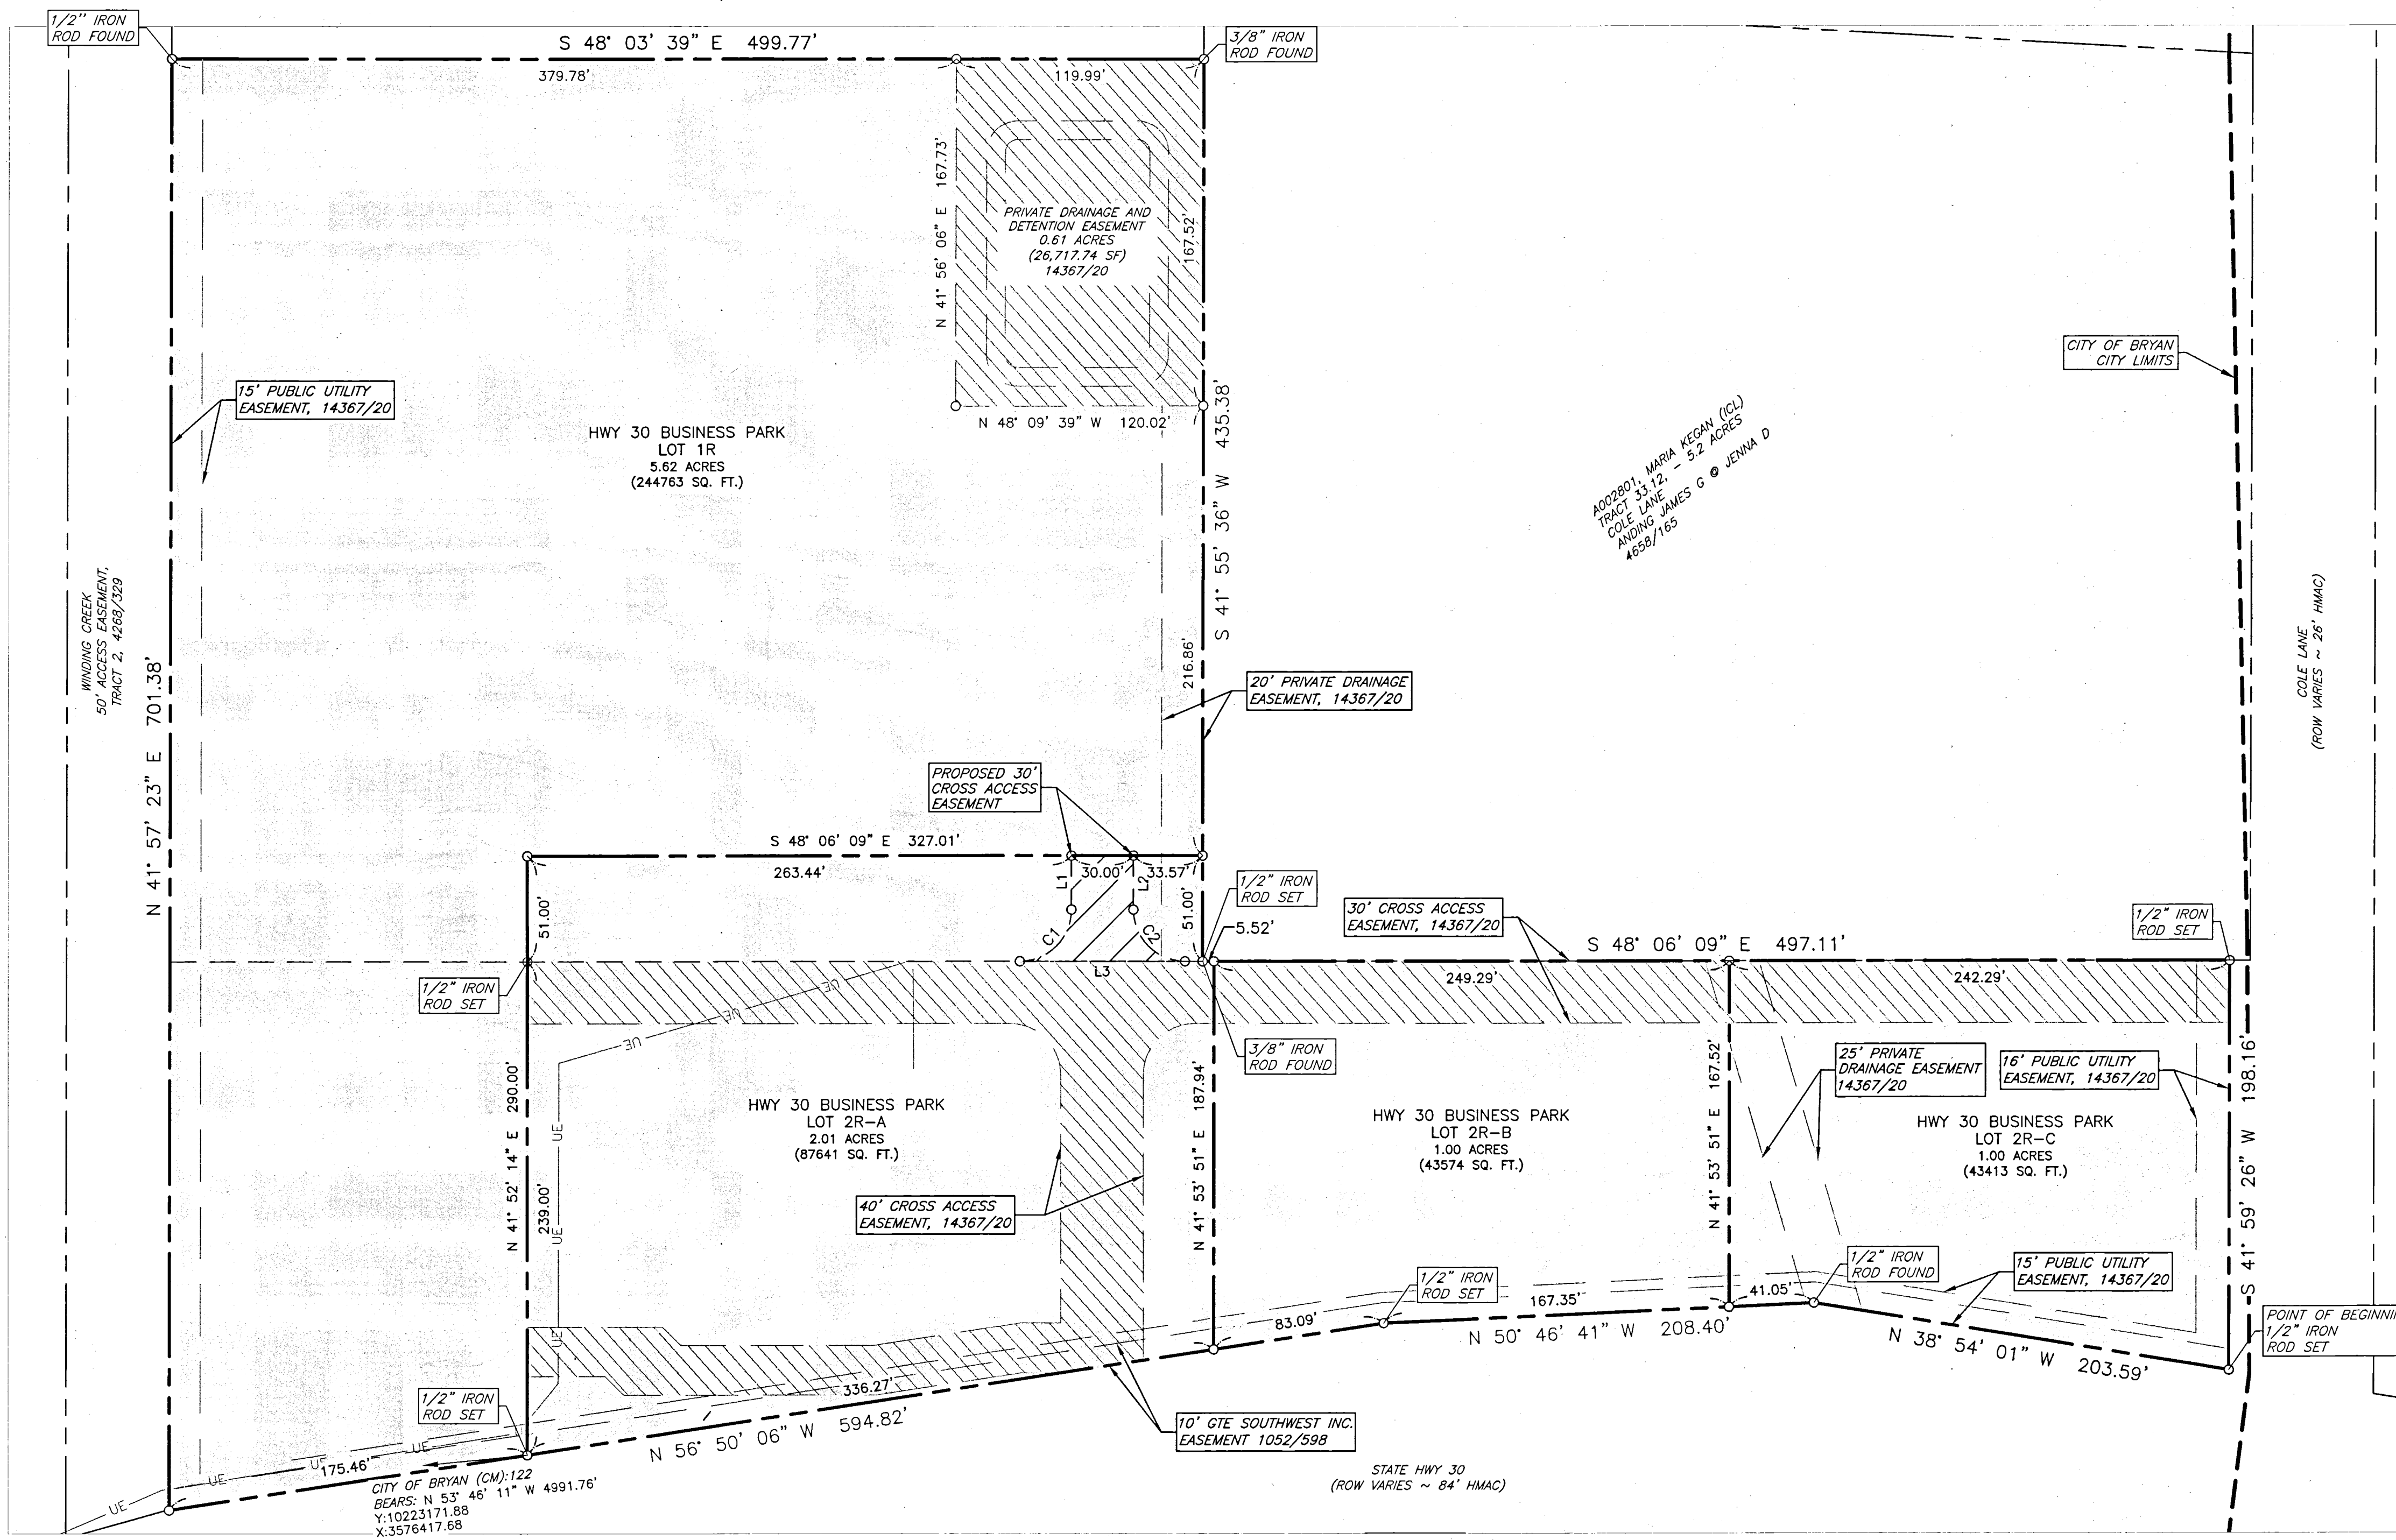 1/2" IRON
ROD FOUND
S 48° 03' 39" E 499.77'
379.78'
119.99'
3/8" IRON
ROD FOUND
N 41° 56' 06" E 167.73'
PRIVATE DRAINAGE AND
DETENTION EASEMENT
0.61 ACRES
(26,717.74 SF)
14367/20
167.52'
N 48° 09' 39" W 120.02'
CITY OF BRYAN
CITY LIMITS
15' PUBLIC UTILITY
EASEMENT, 14367/20
HWY 30 BUSINESS PARK
LOT 1R
5.62 ACRES
(244763 SQ. FT.)
S 41° 55' 36" W 435.38'
A002801, MARIA KEGAN (ICL)
TRACT 33.12, - 5.2 ACRES
COLE LANE
ANDING JAMES G @ JENNA D
4658/165
WINDING CREEK
50' ACCESS EASEMENT,
TRACT 2, 4268/329
N 41° 57' 23" E 701.38'
216.86'
COLE LANE
(ROW VARIES ~ 26' HMAC)
20' PRIVATE DRAINAGE
EASEMENT, 14367/20
PROPOSED 30'
CROSS ACCESS
EASEMENT
S 48° 06' 09" E 327.01'
263.44'
L1
30.00'
L2
33.57'
51.00'
C1
C2
L3
51.00'
1/2" IRON
ROD SET
5.52'
30' CROSS ACCESS
EASEMENT, 14367/20
S 48° 06' 09" E 497.11'
1/2" IRON
ROD SET
249.29'
242.29'
1/2" IRON
ROD SET
UE
UE
UE
3/8" IRON
ROD FOUND
25' PRIVATE
DRAINAGE EASEMENT
14367/20
16' PUBLIC UTILITY
EASEMENT, 14367/20
N 41° 52' 14" E 290.00'
239.00'
UE
UE
UE
HWY 30 BUSINESS PARK
LOT 2R-A
2.01 ACRES
(87641 SQ. FT.)
N 41° 53' 51" E 187.94'
HWY 30 BUSINESS PARK
LOT 2R-B
1.00 ACRES
(43574 SQ. FT.)
N 41° 53' 51" E 167.52'
HWY 30 BUSINESS PARK
LOT 2R-C
1.00 ACRES
(43413 SQ. FT.)
S 41° 59' 26" W 198.16'
40' CROSS ACCESS
EASEMENT, 14367/20
1/2" IRON
ROD SET
1/2" IRON
ROD FOUND
15' PUBLIC UTILITY
EASEMENT, 14367/20
83.09'
167.35'
41.05'
N 50° 46' 41" W 208.40'
N 38° 54' 01" W 203.59'
POINT OF BEGINNI
1/2" IRON
ROD SET
1/2" IRON
ROD SET
336.27'
N 56° 50' 06" W 594.82'
10' GTE SOUTHWEST INC.
EASEMENT 1052/598
UE
UE
UE
UE
175.46'
CITY OF BRYAN (CM):122
BEARS: N 53° 46' 11" W 4991.76'
Y:10223171.88
X:3576417.68
STATE HWY 30
(ROW VARIES ~ 84' HMAC)